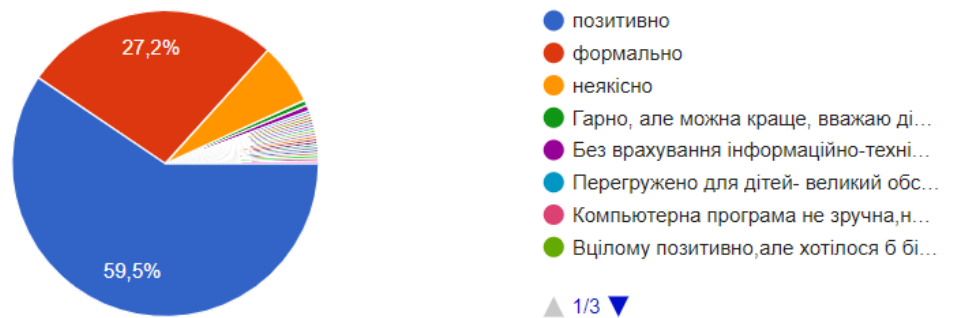 27,2%
59,5%
позитивно
формально
неякісно
Гарно, але можна краще, вважаю ді...
Без врахування інформаційно-техні...
Перегружено для дітей- великий обс...
Компьютерна програма не зручна,н...
Вцілому позитивно,але хотілося б бі...
1/3